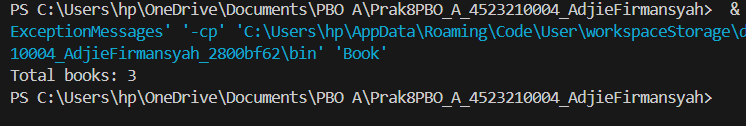 PS C:\Users\hp\OneDrive\Documents\PBO A\Prak8PBO_A_4523210004_AdjieFirmansyah>  &
ExceptionMessages' '-cp' 'C:\Users\hp\AppData\Roaming\Code\User\workspaceStorage\d
10004_AdjieFirmansyah_2800bf62\bin' 'Book'
Total books: 3
PS C:\Users\hp\OneDrive\Documents\PBO A\Prak8PBO_A_4523210004_AdjieFirmansyah>